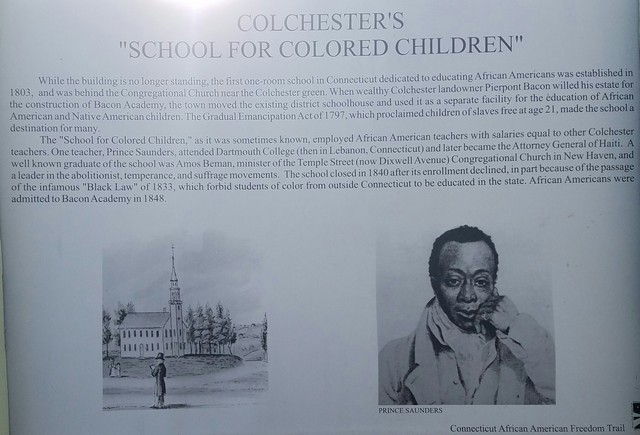 COLCHESTER'S
"SCHOOL FOR COLORED CHILDREN"
While the building is no longer standing, the first one-room school in Connecticut dedicated to educating African Americans was established in
1803, and was behind the Congregational Church near the Colchester green. When wealthy Colchester landowner Pierpont Bacon willed his estate for
the construction of Bacon Academy, the town moved the existing district schoolhouse and used it as a separate facility for the education of African
American and Native American children. The Gradual Emancipation Act of 1797, which proclaimed children of slaves free at age 21, made the school a
destination for many.
The "School for Colored Children," as it was sometimes known, employed African American teachers with salaries equal to other Colchester
teachers. One teacher, Prince Saunders, attended Dartmouth College (then in Lebanon, Connecticut) and later became the Attorney General of Haiti. A
well known graduate of the school was Amos Beman, minister of the Temple Street (now Dixwell Avenue) Congregational Church in New Haven, and
a leader in the abolitionist, temperance, and suffrage movements. The school closed in 1840 after its enrollment declined, in part because of the passage
of the infamous "Black Law" of 1833, which forbid students of color from outside Connecticut to be educated in the state. African Americans were
admitted to Bacon Academy in 1848.
PRINCE SAUNDERS
Connecticut African American Freedom Trail